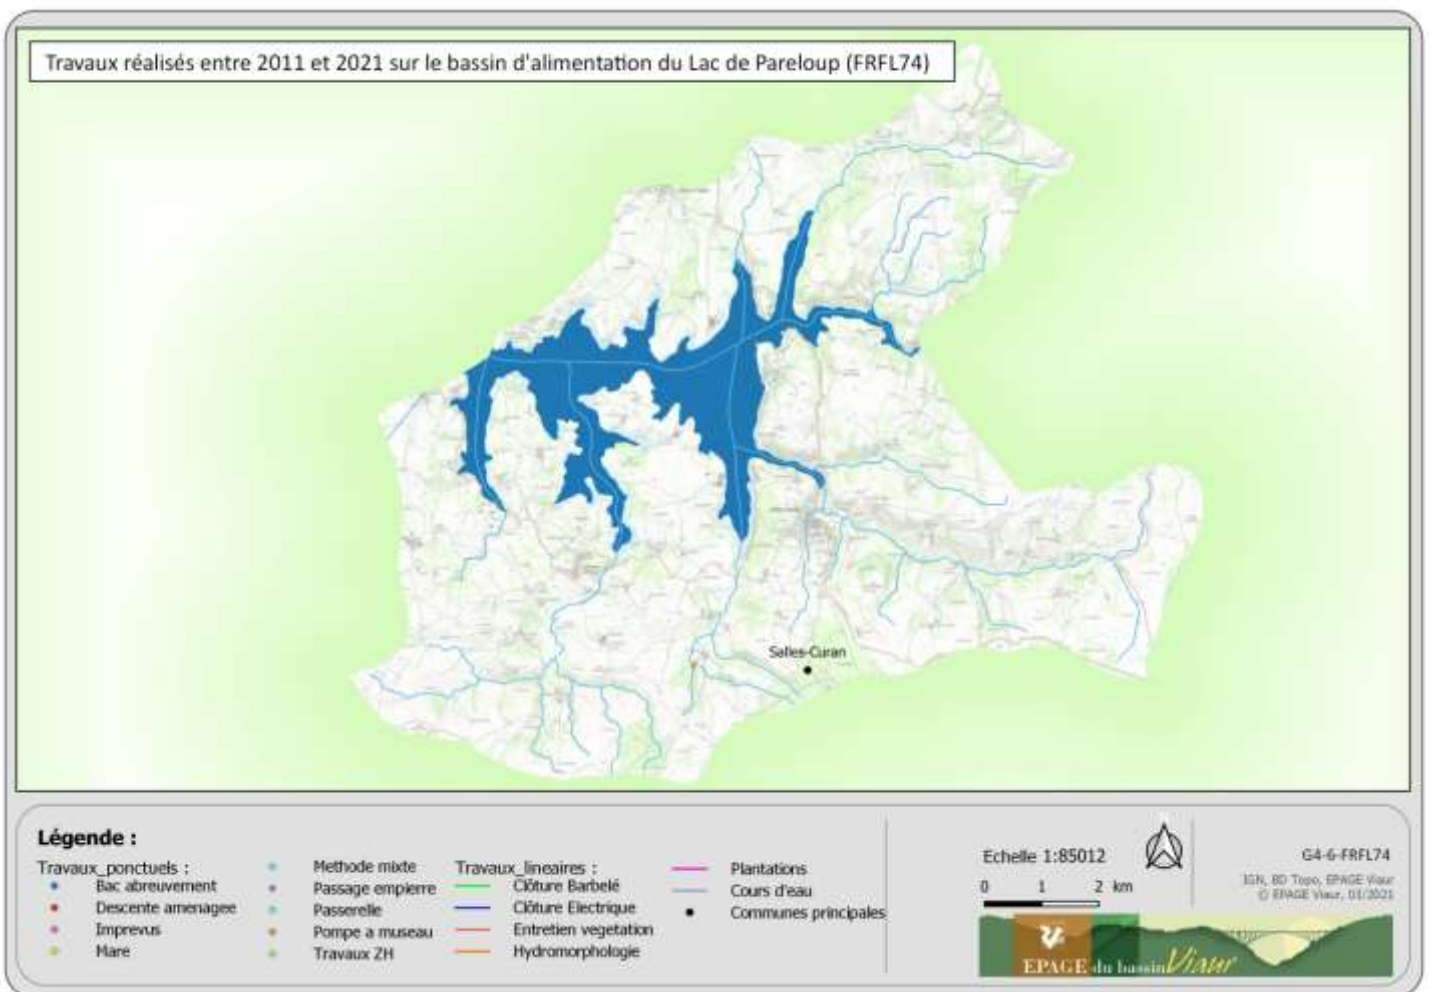 Travaux réalisés entre 2011 et 2021 sur le bassin d'alimentation du Lac de Pareloup (FRFL74)
Salles-Curan
Légende :
Travaux_ponctuels :
Bac abreuvement
Descente amenagee
Imprevus
Mare
Methode mixte
Passage empierre
Passerelle
Pompe a museau
Travaux ZH
Travaux_lineaires :
Clôture Barbelé
Clôture Electrique
Entretien vegetation
Hydromorphologie
Plantations
Cours d'eau
Communes principales
Echelle 1:85012
0 1 2 km
G4-6-FRFL74
IGN, BD Topo, EPAGE Viaur
© EPAGE Viaur, 01/2021
EPAGE du bassin Viaur